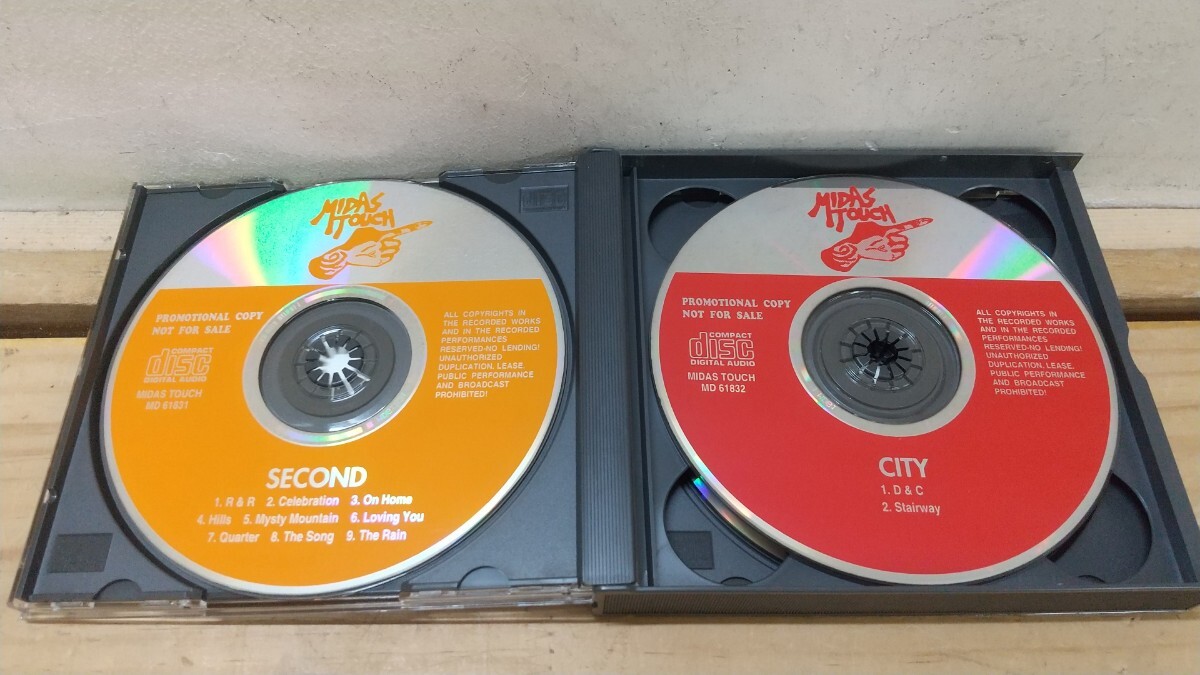 MIDAS
TOUCH
PROMOTIONAL COPY
NOT FOR SALE
COMPACT
disc
DIGITAL AUDIO
MIDAS TOUCH
MD 61831
ALL COPYRIGHTS IN
THE RECORDED WORKS
AND IN THE RECORDED
PERFORMANCES
RESERVED-NO LENDING!
UNAUTHORIZED
DUPLICATION, LEASE,
PUBLIC PERFORMANCE
AND BROADCAST
PROHIBITED!
SECOND
1. R & R 2. Celebration 3. On Home
4. Hills 5. Mysty Mountain 6. Loving You
7. Quarter 8. The Song 9. The Rain
MIDAS
TOUCH
PROMOTIONAL COPY
NOT FOR SALE
COMPACT
disc
DIGITAL AUDIO
MIDAS TOUCH
MD 61832
ALL COPYRIGHTS IN
THE RECORDED WORKS
AND IN THE RECORDED
PERFORMANCES
RESERVED-NO LENDING!
UNAUTHORIZED
DUPLICATION, LEASE,
PUBLIC PERFORMANCE
AND BROADCAST
PROHIBITED!
CITY
1. D & C
2. Stairway